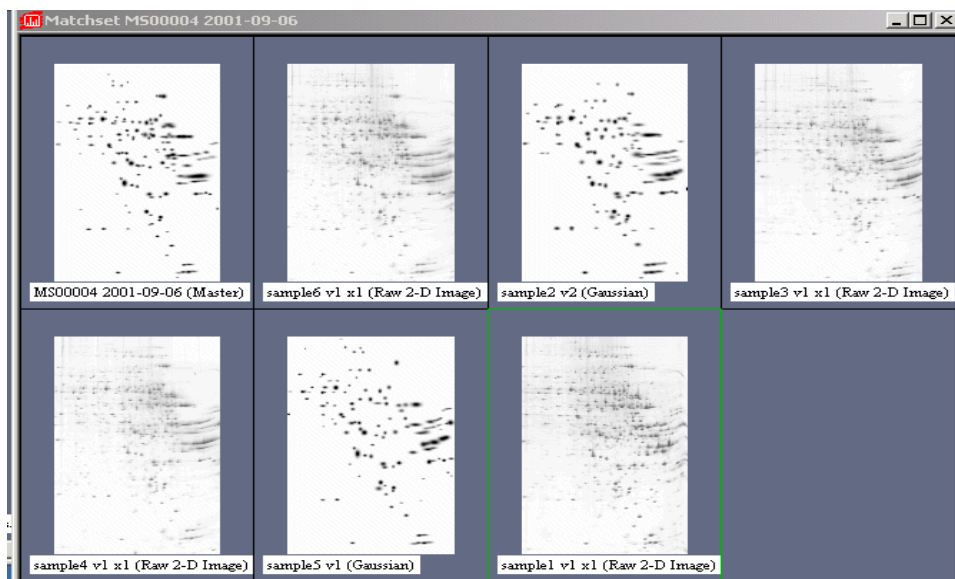 Matchset MS00004 2001-09-06
MS00004 2001-09-06 (Master)
sample6 v1 x1 (Raw 2-D Image)
sample2 v2 (Gaussian)
sample3 v1 x1 (Raw 2-D Image)
sample4 v1 x1 (Raw 2-D Image)
sample5 v1 (Gaussian)
sample1 v1 x1 (Raw 2-D Image)